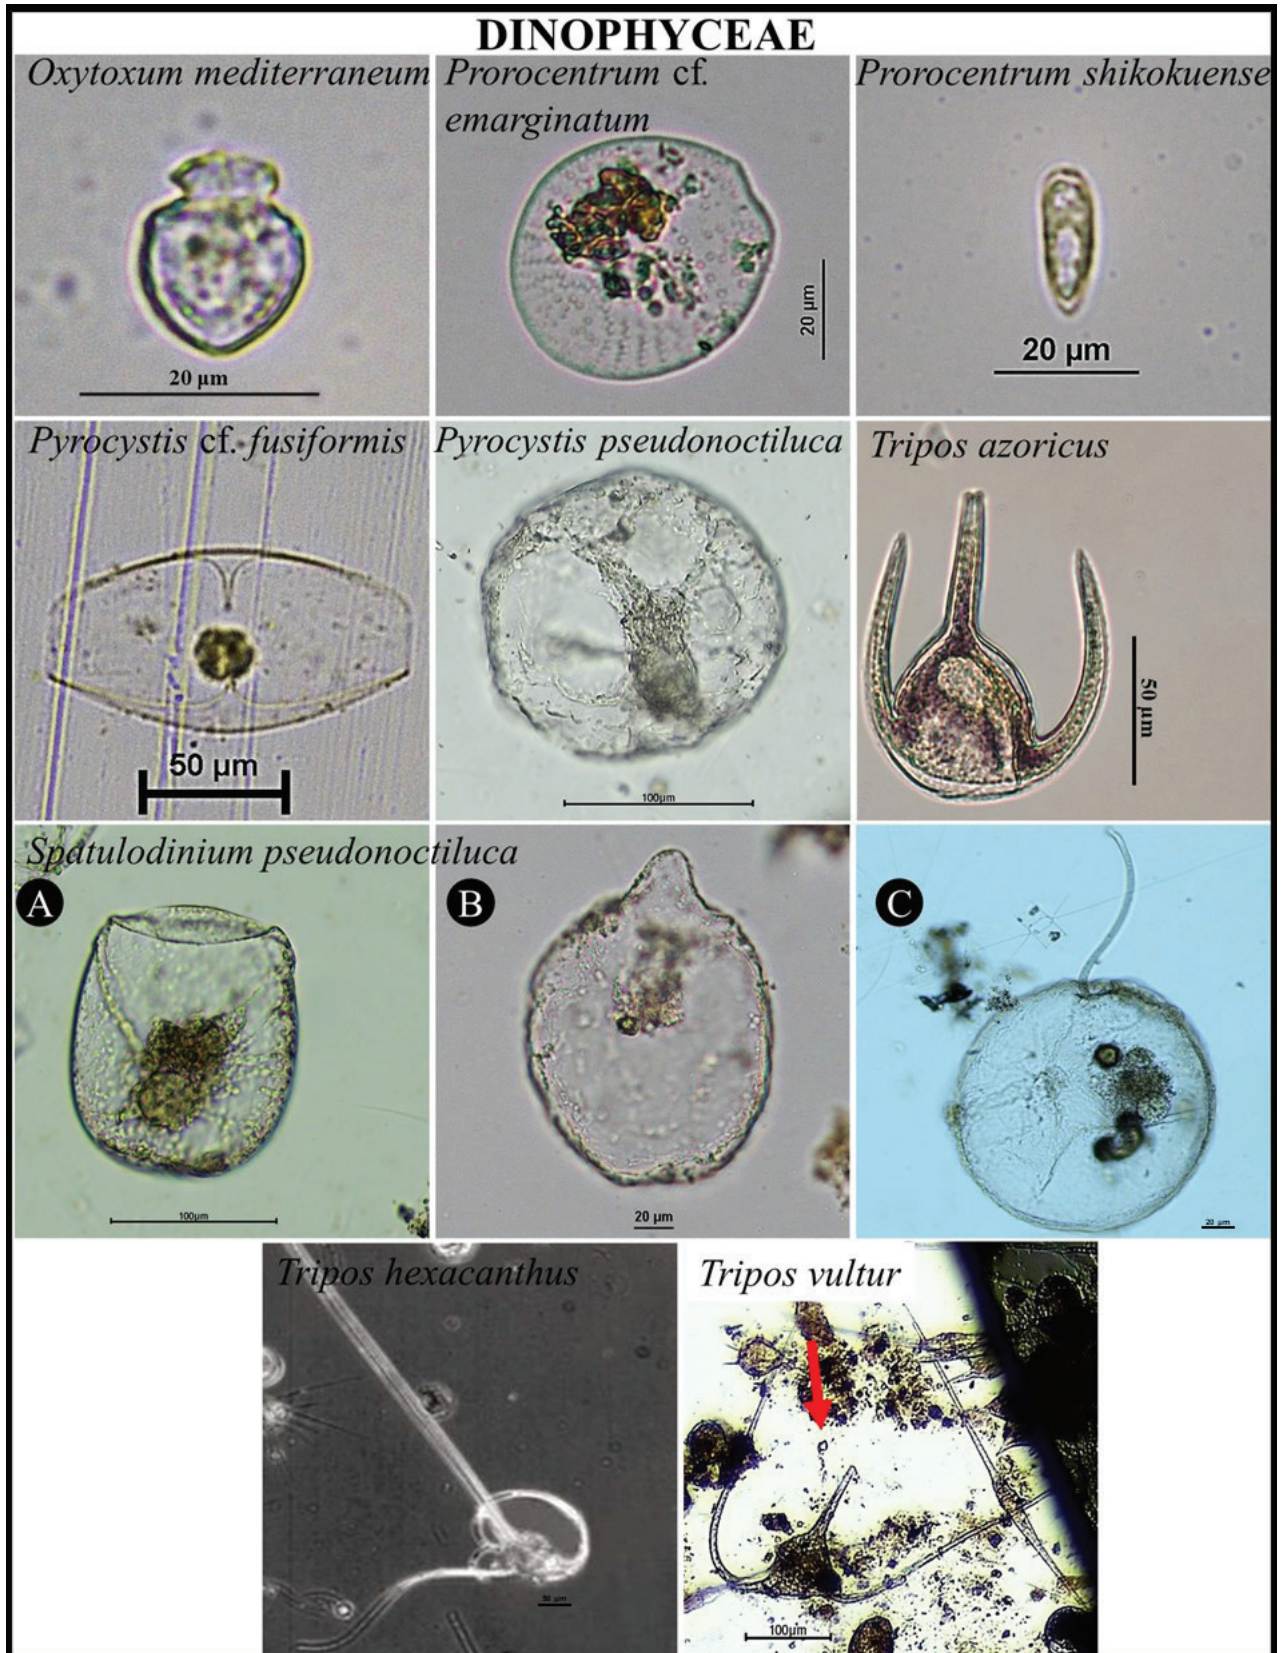 DINOPHYCEAE
Oxytoxum mediterraneum
20 µm
Prorocentrum cf.
emarginatum
20 µm
Prorocentrum shikokuense
20 µm
Pyrocystis cf. fusiformis
50 µm
Pyrocystis pseudonoctiluca
100µm
Tripos azoricus
50 µm
Spatulodinium pseudonoctiluca
A
100µm
B
20 µm
C
20 µm
Tripos hexacanthus
50 µm
Tripos vultur
100µm